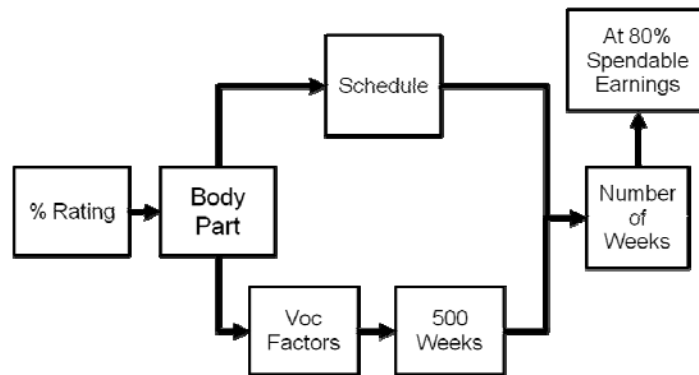 % Rating
Body
Part
Schedule
Voc
Factors
500
Weeks
Number
of
Weeks
At 80%
Spendable
Earnings